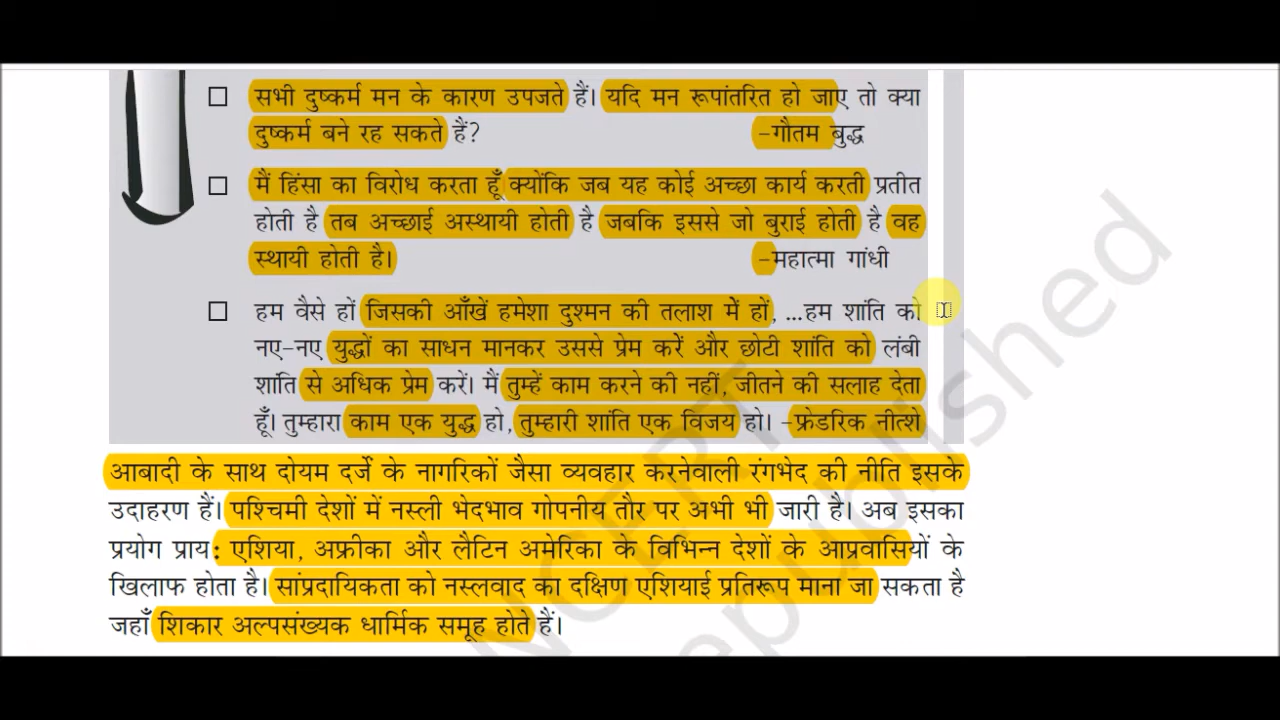 सभी दुष्कर्म मन के कारण उपजते हैं। यदि मन रूपांतरित हो जाए तो क्या
दुष्कर्म बने रह सकते हैं? –गौतम बुद्ध
मैं हिंसा का विरोध करता हूँ क्योंकि जब यह कोई अच्छा कार्य करती प्रतीत
होती है तब अच्छाई अस्थायी होती है जबकि इससे जो बुराई होती है वह
स्थायी होती है। –महात्मा गांधी
हम वैसे हों जिसकी आँखें हमेशा दुश्मन की तलाश में हों, ...हम शांति को
नए-नए युद्धों का साधन मानकर उससे प्रेम करें और छोटी शांति को लंबी
शांति से अधिक प्रेम करें। मैं तुम्हें काम करने की नहीं, जीतने की सलाह देता
हूँ। तुम्हारा काम एक युद्ध हो, तुम्हारी शांति एक विजय हो। –फ्रेडरिक नीत्शे
आबादी के साथ दोयम दर्जे के नागरिकों जैसा व्यवहार करनेवाली रंगभेद की नीति इसके
उदाहरण हैं। पश्चिमी देशों में नस्ली भेदभाव गोपनीय तौर पर अभी भी जारी है। अब इसका
प्रयोग प्राय: एशिया, अफ्रीका और लैटिन अमेरिका के विभिन्न देशों के आप्रवासियों के
खिलाफ होता है। सांप्रदायिकता को नस्लवाद का दक्षिण एशियाई प्रतिरूप माना जा सकता है
जहाँ शिकार अल्पसंख्यक धार्मिक समूह होते हैं।
NCERT
republished